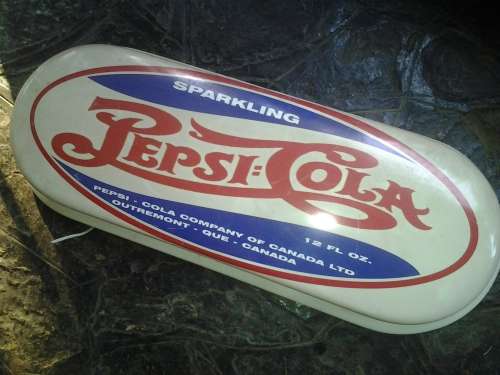 SPARKLING
PEPSI:COLA
12 FL OZ.
PEPSI - COLA COMPANY OF CANADA LTD
OUTREMONT - QUE - CANADA